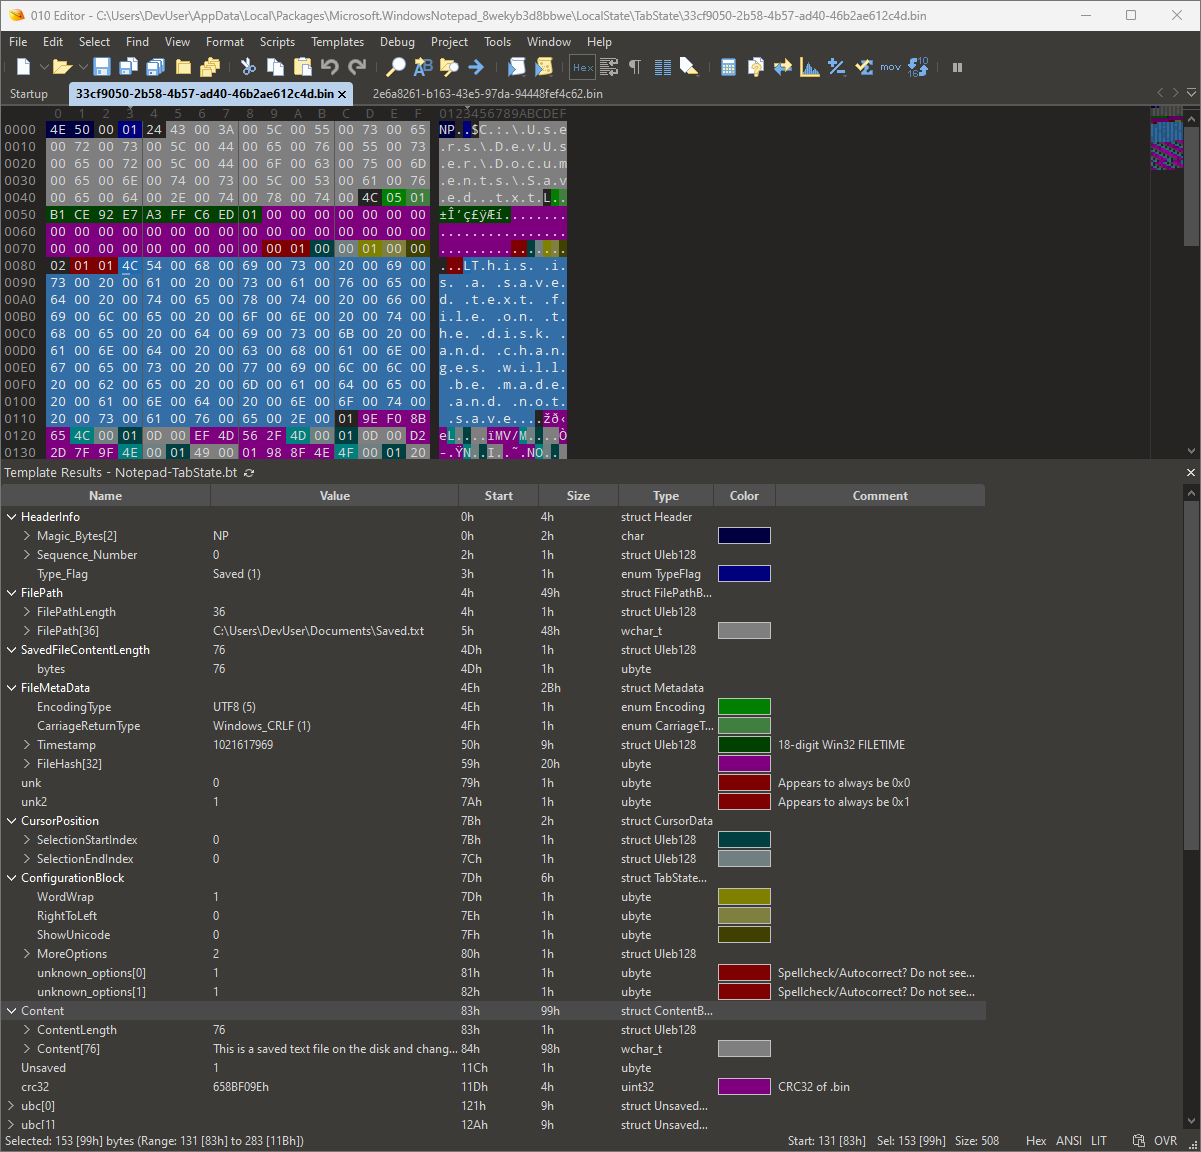 010 Editor - C:\Users\DevUser\AppData\Local\Packages\Microsoft.WindowsNotepad_8wekyb3d8bbwe\LocalState\TabState\33cf9050-2b58-4b57-ad40-46b2ae612c4d.bin
File Edit Select Find View Format Scripts Templates Debug Project Tools Window Help
Hex mov
Startup 33cf9050-2b58-4b57-ad40-46b2ae612c4d.bin 2e6a8261-b163-43e5-97da-94448fef4c62.bin
0 1 2 3 4 5 6 7 8 9 A B C D E F 0123456789ABCDEF
0000 4E 50 00 01 24 43 00 3A 00 5C 00 55 00 73 00 65 NP..$C.:.\.U.s.e
0010 00 72 00 73 00 5C 00 44 00 65 00 76 00 55 00 73 .r.s.\.D.e.v.U.s
0020 00 65 00 72 00 5C 00 44 00 6F 00 63 00 75 00 6D .e.r.\.D.o.c.u.m
0030 00 65 00 6E 00 74 00 73 00 5C 00 53 00 61 00 76 .e.n.t.s.\.S.a.v
0040 00 65 00 64 00 2E 00 74 00 78 00 74 00 4C 05 01 .e.d...t.x.t.L..
0050 B1 CE 92 E7 A3 FF C6 ED 01 00 00 00 00 00 00 00 ±Î’ç£ÿÆí........
0060 00 00 00 00 00 00 00 00 00 00 00 00 00 00 00 00 ................
0070 00 00 00 00 00 00 00 00 00 00 01 00 00 01 00 00 ................
0080 02 01 01 4C 54 00 68 00 69 00 73 00 20 00 69 00 ...LT.h.i.s. .i.
0090 73 00 20 00 61 00 20 00 73 00 61 00 76 00 65 00 s. .a. .s.a.v.e.
00A0 64 00 20 00 74 00 65 00 78 00 74 00 20 00 66 00 d. .t.e.x.t. .f.
00B0 69 00 6C 00 65 00 20 00 6F 00 6E 00 20 00 74 00 i.l.e. .o.n. .t.
00C0 68 00 65 00 20 00 64 00 69 00 73 00 6B 00 20 00 h.e. .d.i.s.k. .
00D0 61 00 6E 00 64 00 20 00 63 00 68 00 61 00 6E 00 a.n.d. .c.h.a.n.
00E0 67 00 65 00 73 00 20 00 77 00 69 00 6C 00 6C 00 g.e.s. .w.i.l.l.
00F0 20 00 62 00 65 00 20 00 6D 00 61 00 64 00 65 00 .b.e. .m.a.d.e.
0100 20 00 61 00 6E 00 64 00 20 00 6E 00 6F 00 74 00 .a.n.d. .n.o.t.
0110 20 00 73 00 61 00 76 00 65 00 2E 00 01 9E F0 8B .s.a.v.e....žð‹
0120 65 4C 00 01 0D 00 EF 4D 56 2F 4D 00 01 0D 00 D2 eL....ïMV/M....Ò
0130 2D 7F 9F 4E 00 01 49 00 01 98 8F 4E 4F 00 01 20 -.ŸN..I..˜.NO..
Template Results - Notepad-TabState.bt
Name Value Start Size Type Color Comment
HeaderInfo 0h 4h struct Header
Magic_Bytes[2] NP 0h 2h char
Sequence_Number 0 2h 1h struct Uleb128
Type_Flag Saved (1) 3h 1h enum TypeFlag
FilePath 4h 49h struct FilePathB...
FilePathLength 36 4h 1h struct Uleb128
FilePath[36] C:\Users\DevUser\Documents\Saved.txt 5h 48h wchar_t
SavedFileContentLength 76 4Dh 1h struct Uleb128
bytes 76 4Dh 1h ubyte
FileMetaData 4Eh 2Bh struct Metadata
EncodingType UTF8 (5) 4Eh 1h enum Encoding
CarriageReturnType Windows_CRLF (1) 4Fh 1h enum CarriageT...
Timestamp 1021617969 50h 9h struct Uleb128 18-digit Win32 FILETIME
FileHash[32] 59h 20h ubyte
unk 0 79h 1h ubyte Appears to always be 0x0
unk2 1 7Ah 1h ubyte Appears to always be 0x1
CursorPosition 7Bh 2h struct CursorData
SelectionStartIndex 0 7Bh 1h struct Uleb128
SelectionEndIndex 0 7Ch 1h struct Uleb128
ConfigurationBlock 7Dh 6h struct TabState...
WordWrap 1 7Dh 1h ubyte
RightToLeft 0 7Eh 1h ubyte
ShowUnicode 0 7Fh 1h ubyte
MoreOptions 2 80h 1h struct Uleb128
unknown_options[0] 1 81h 1h ubyte Spellcheck/Autocorrect? Do not see...
unknown_options[1] 1 82h 1h ubyte Spellcheck/Autocorrect? Do not see...
Content 83h 99h struct ContentB...
ContentLength 76 83h 1h struct Uleb128
Content[76] This is a saved text file on the disk and chang... 84h 98h wchar_t
Unsaved 1 11Ch 1h ubyte
crc32 658BF09Eh 11Dh 4h uint32 CRC32 of .bin
ubc[0] 121h 9h struct Unsaved...
ubc[1] 12Ah 9h struct Unsaved...
Selected: 153 [99h] bytes (Range: 131 [83h] to 283 [11Bh]) Start: 131 [83h] Sel: 153 [99h] Size: 508 Hex ANSI LIT OVR